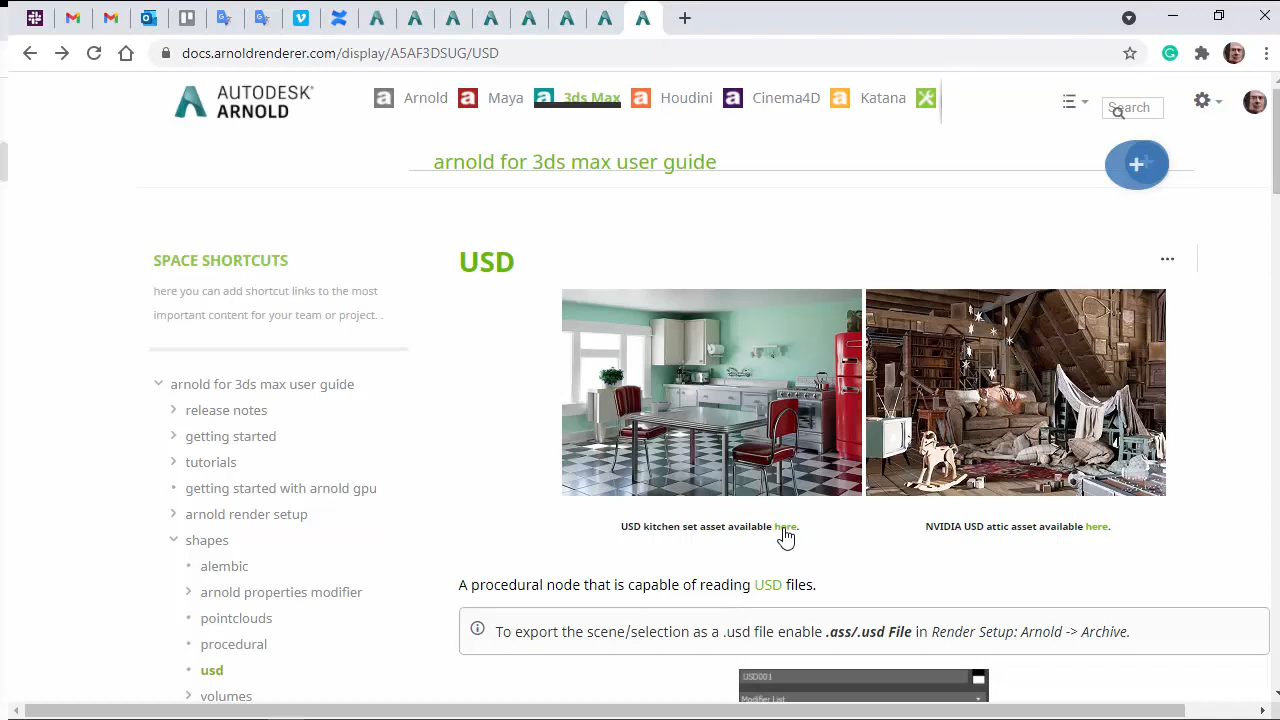 docs.arnoldrenderer.com/display/A5AF3DSUG/USD
AUTODESK
ARNOLD
Arnold
Maya
3ds Max
Houdini
Cinema4D
Katana
Search
arnold for 3ds max user guide
SPACE SHORTCUTS
here you can add shortcut links to the most
important content for your team or project. .
arnold for 3ds max user guide
release notes
getting started
tutorials
getting started with arnold gpu
arnold render setup
shapes
alembic
arnold properties modifier
pointclouds
procedural
usd
volumes
USD
USD kitchen set asset available here.
NVIDIA USD attic asset available here.
A procedural node that is capable of reading USD files.
To export the scene/selection as a .usd file enable .ass/.usd File in Render Setup: Arnold -> Archive.
USD001
Modifier List